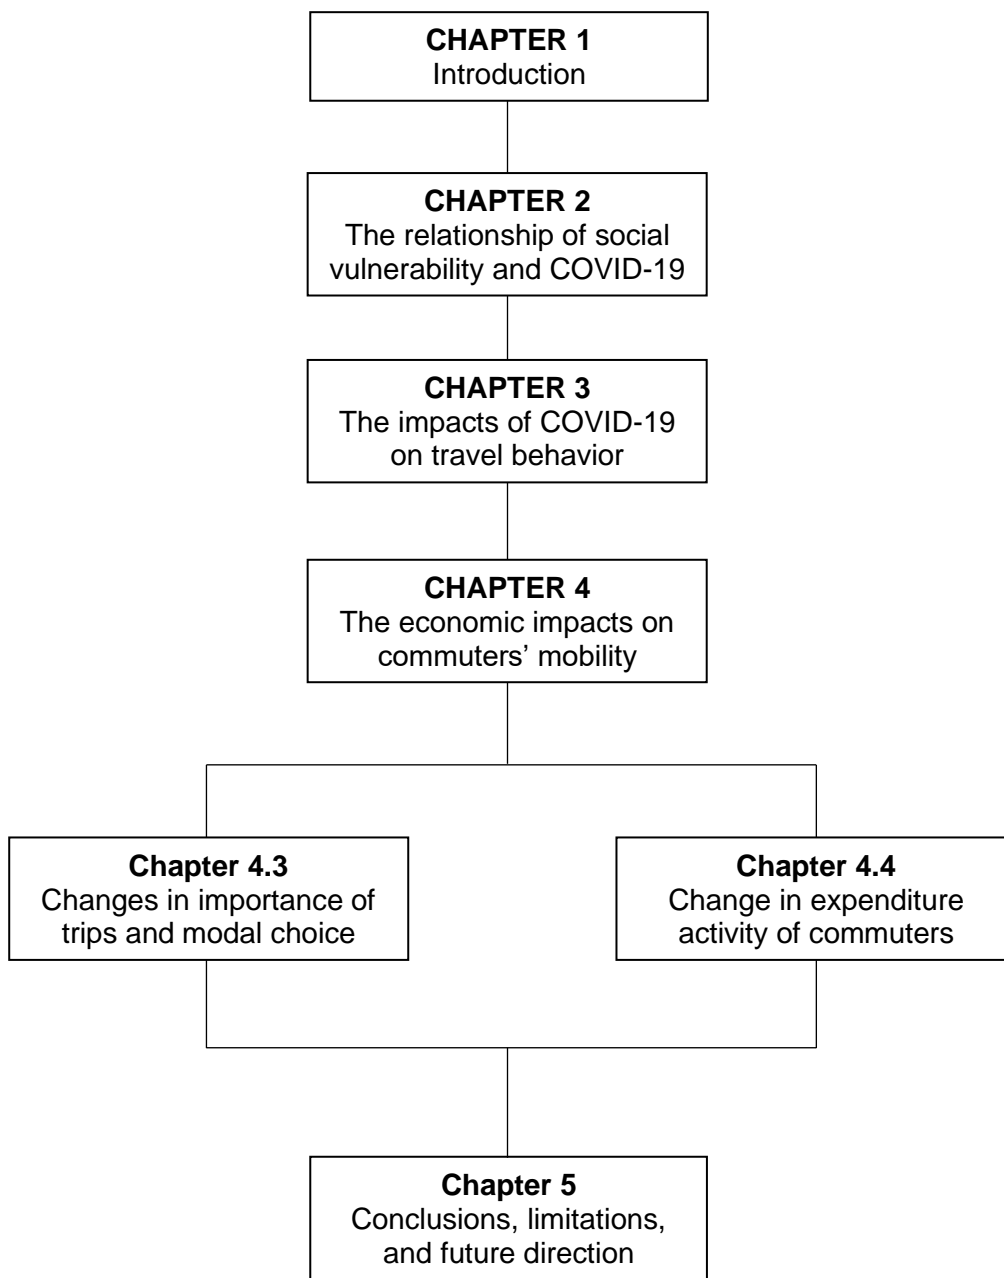 CHAPTER 1
Introduction
CHAPTER 2
The relationship of social
vulnerability and COVID-19
CHAPTER 3
The impacts of COVID-19
on travel behavior
CHAPTER 4
The economic impacts on
commuters’ mobility
Chapter 4.3
Changes in importance of
trips and modal choice
Chapter 4.4
Change in expenditure
activity of commuters
Chapter 5
Conclusions, limitations,
and future direction